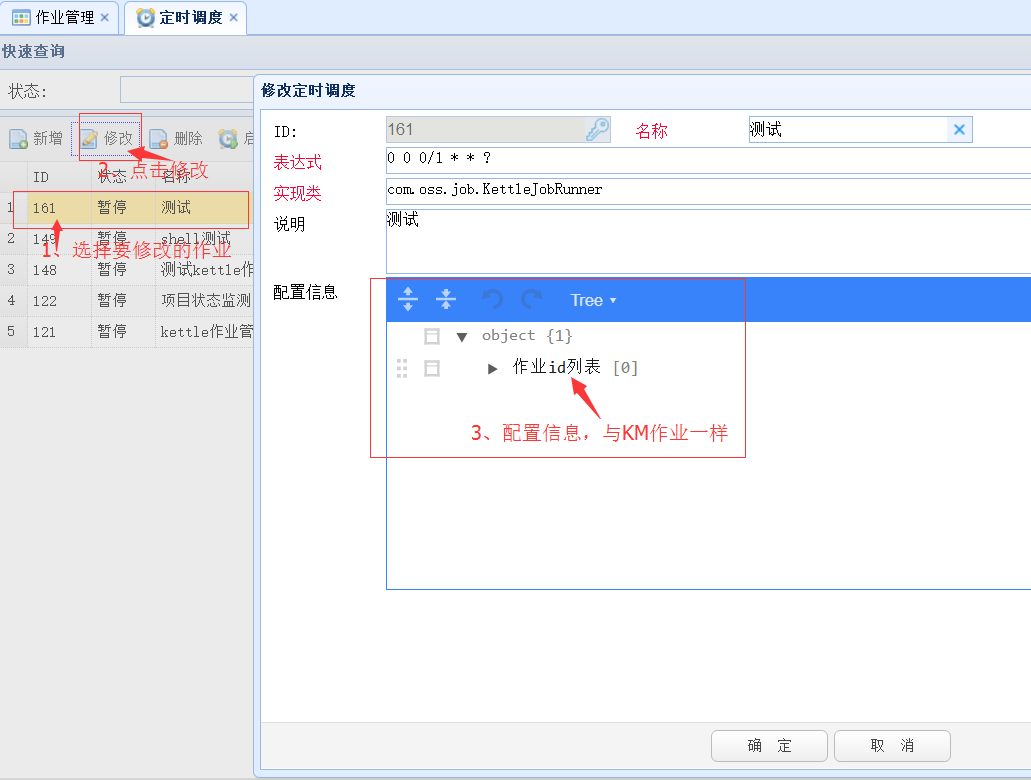 作业管理 定时调度
快速查询
状态:
修改定时调度
新增 修改 删除
2、点击修改
ID 状态 名称
1 161 暂停 测试
2 149 暂停 shell测试
1、选择要修改的作业
3 148 暂停 测试kettle作
4 122 暂停 项目状态监测
5 121 暂停 kettle作业管
ID: 161 名称 测试
表达式 0 0 0/1 * * ?
实现类 com.oss.job.KettleJobRunner
说明 测试
配置信息 Tree
object {1}
作业id列表 [0]
3、配置信息，与KM作业一样
确 定 取 消